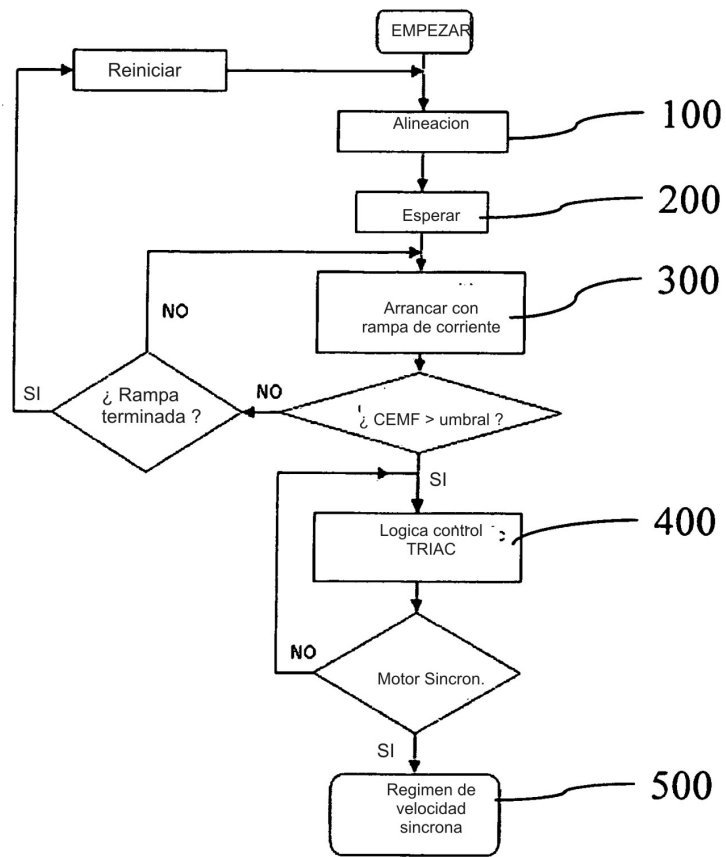 EMPEZAR
Reiniciar
Alineacion
100
Esperar
200
NO
Arrancar con
rampa de corriente
300
SI
¿ Rampa
terminada ?
NO
¿ CEMF > umbral ?
SI
Logica control
TRIAC
400
NO
Motor Sincron.
SI
Regimen de
velocidad
sincrona
500